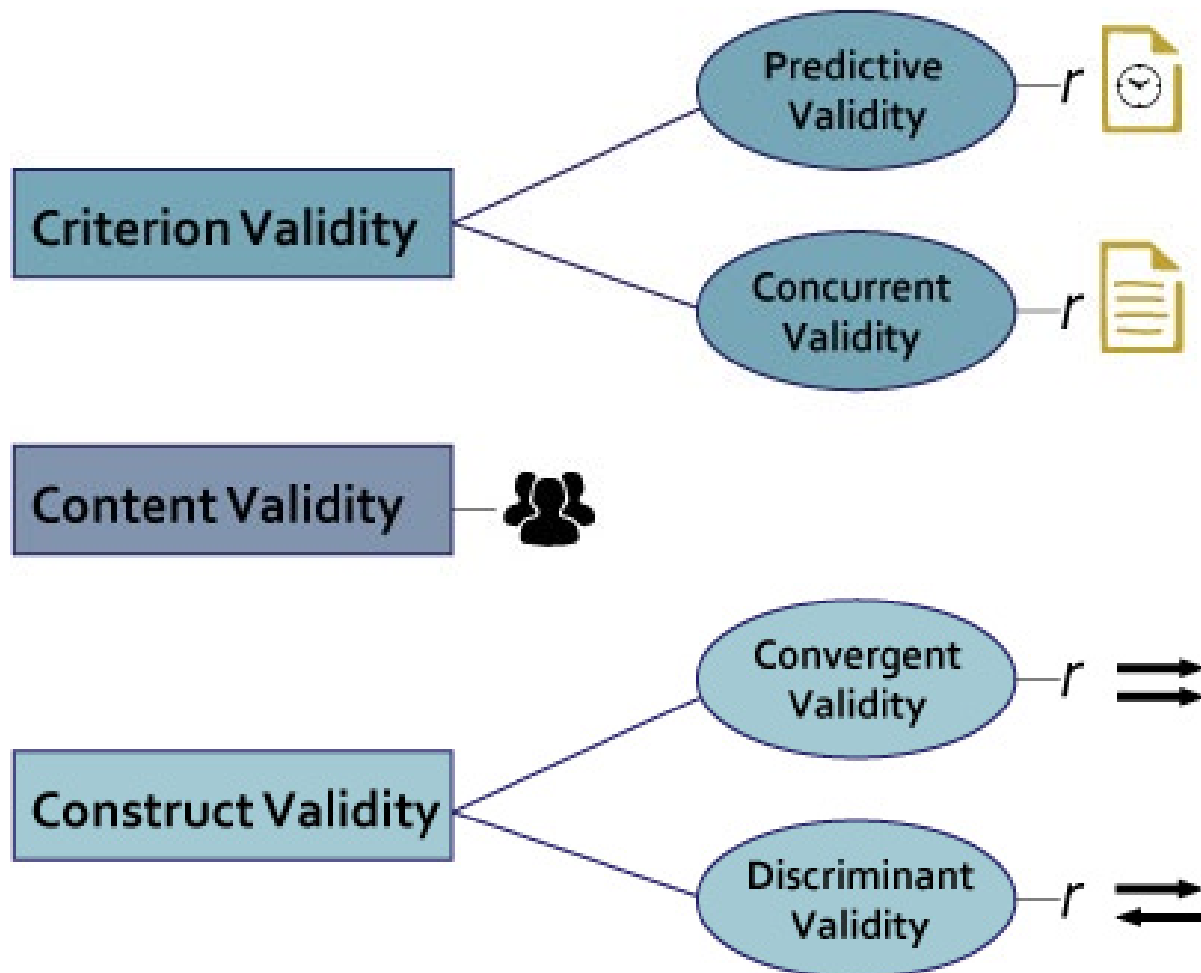 Predictive
Validity
r
Criterion Validity
Concurrent
Validity
r
Content Validity
Convergent
Validity
r
Construct Validity
Discriminant
Validity
r